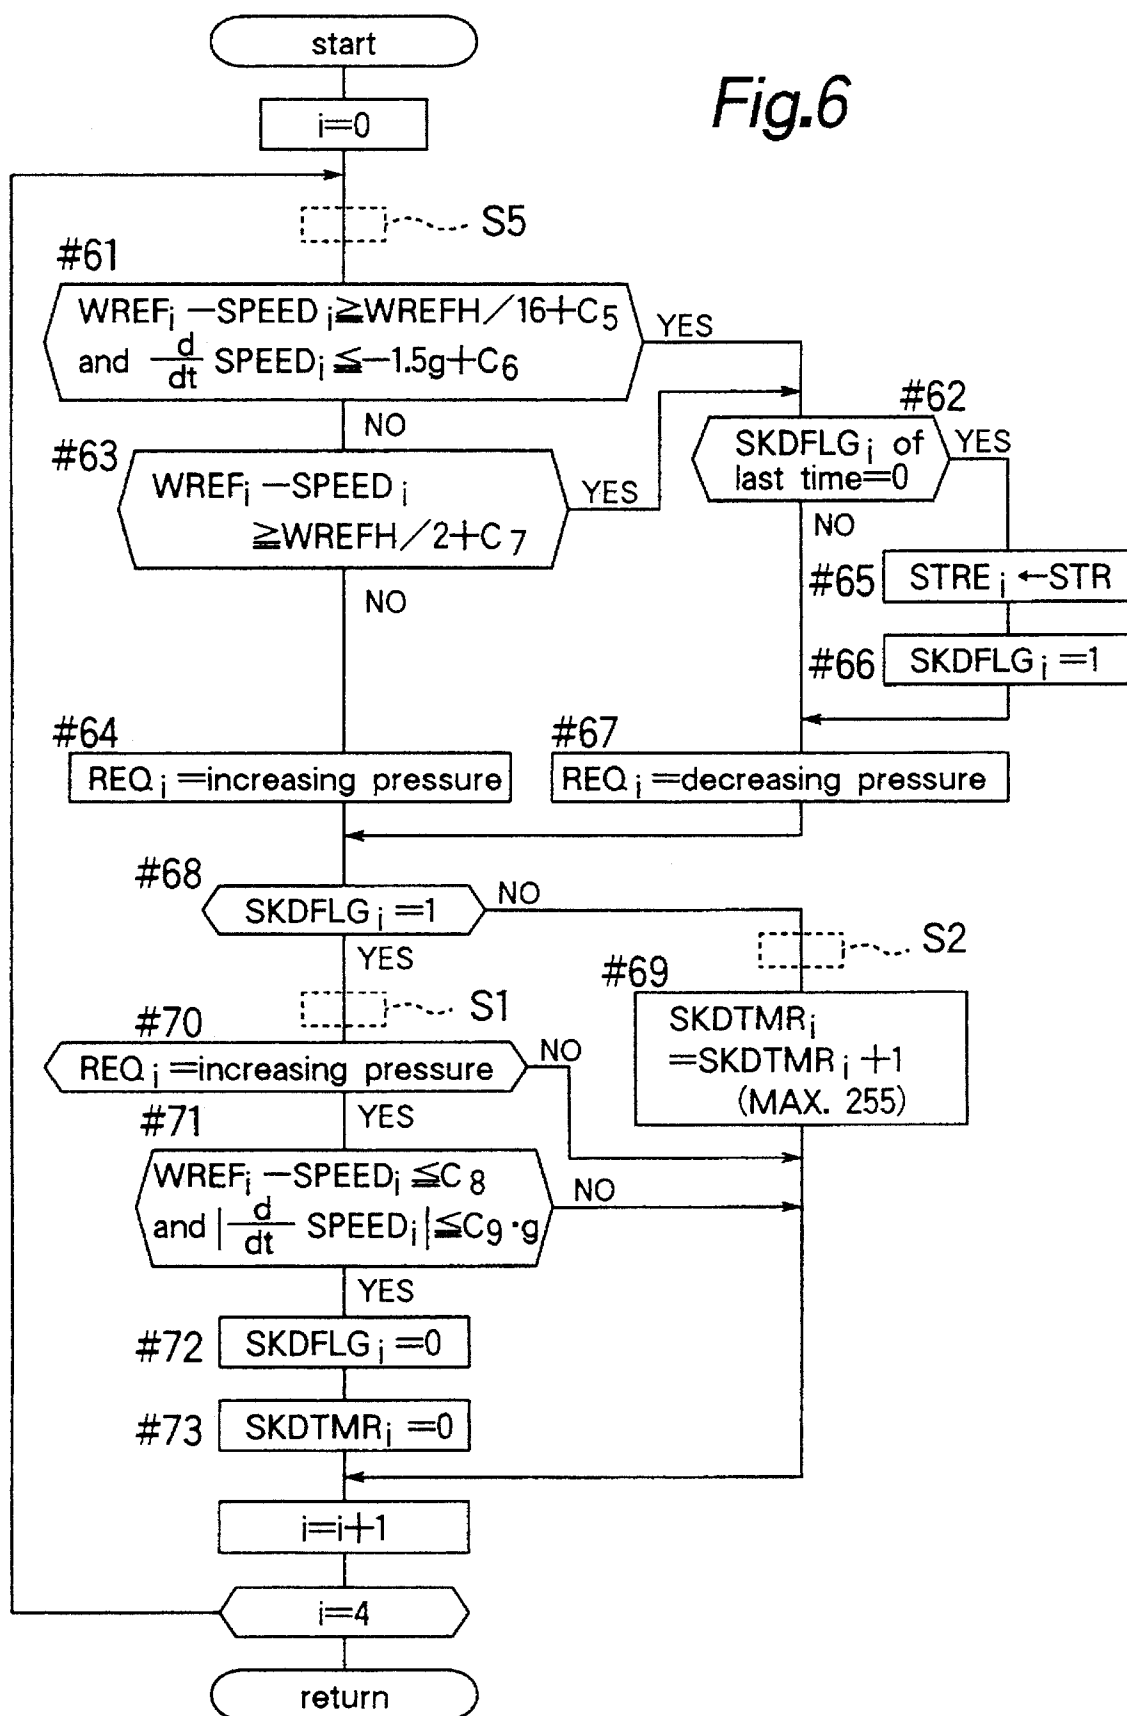 start
Fig.6
i=0
S5
#61
WREFi −SPEEDi ≧WREFH/16+C5
and d/dt SPEEDi ≦−1.5g+C6
YES
NO
#62
SKDFLGi of
last time=0
YES
NO
#63
WREFi −SPEEDi
≧WREFH/2+C7
YES
NO
#65
STREi ←STR
#66
SKDFLGi =1
#64
REQi =increasing pressure
#67
REQi =decreasing pressure
#68
SKDFLGi =1
NO
YES
S2
#69
SKDTMRi
=SKDTMRi +1
(MAX. 255)
S1
#70
REQi =increasing pressure
NO
YES
#71
WREFi −SPEEDi ≦C8
and |d/dt SPEEDi| ≦C9·g
NO
YES
#72
SKDFLGi =0
#73
SKDTMRi =0
i=i+1
i=4
return